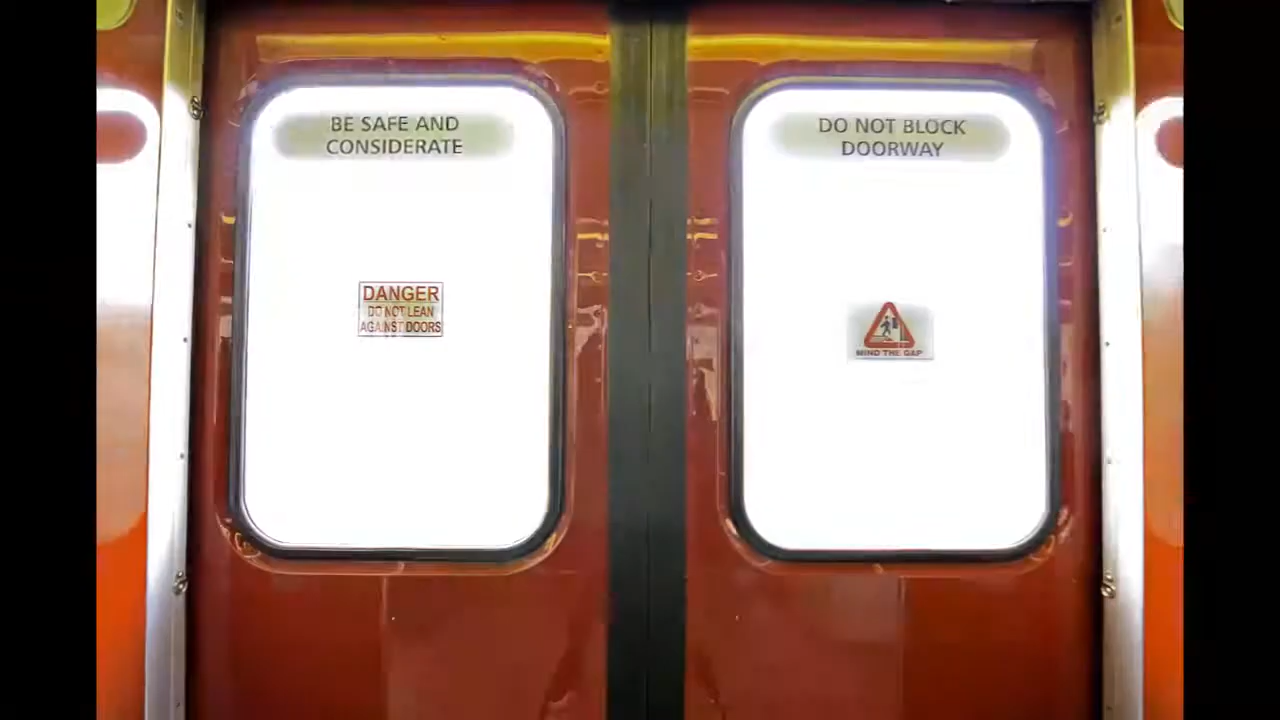 BE SAFE AND
CONSIDERATE
DO NOT BLOCK
DOORWAY
DANGER
DO NOT LEAN
AGAINST DOORS
MIND THE GAP